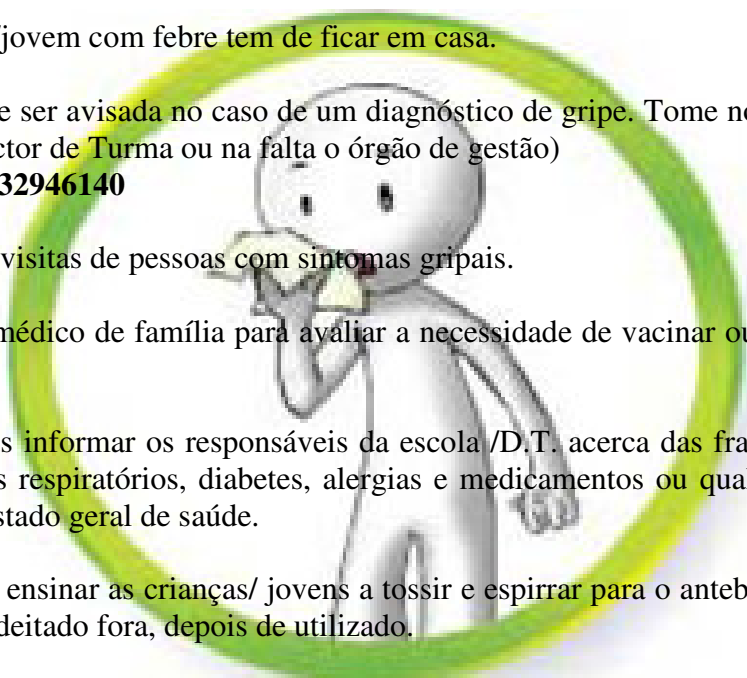 /jovem com febre tem de ficar em casa.
e ser avisada no caso de um diagnóstico de gripe. Tome no
ctor de Turma ou na falta o órgão de gestão)
32946140
visitas de pessoas com sintomas gripais.
médico de família para avaliar a necessidade de vacinar ou
s informar os responsáveis da escola /D.T. acerca das fra
s respiratórios, diabetes, alergias e medicamentos ou qual
stado geral de saúde.
ensinar as crianças/ jovens a tossir e espirrar para o anteb
deitado fora, depois de utilizado.